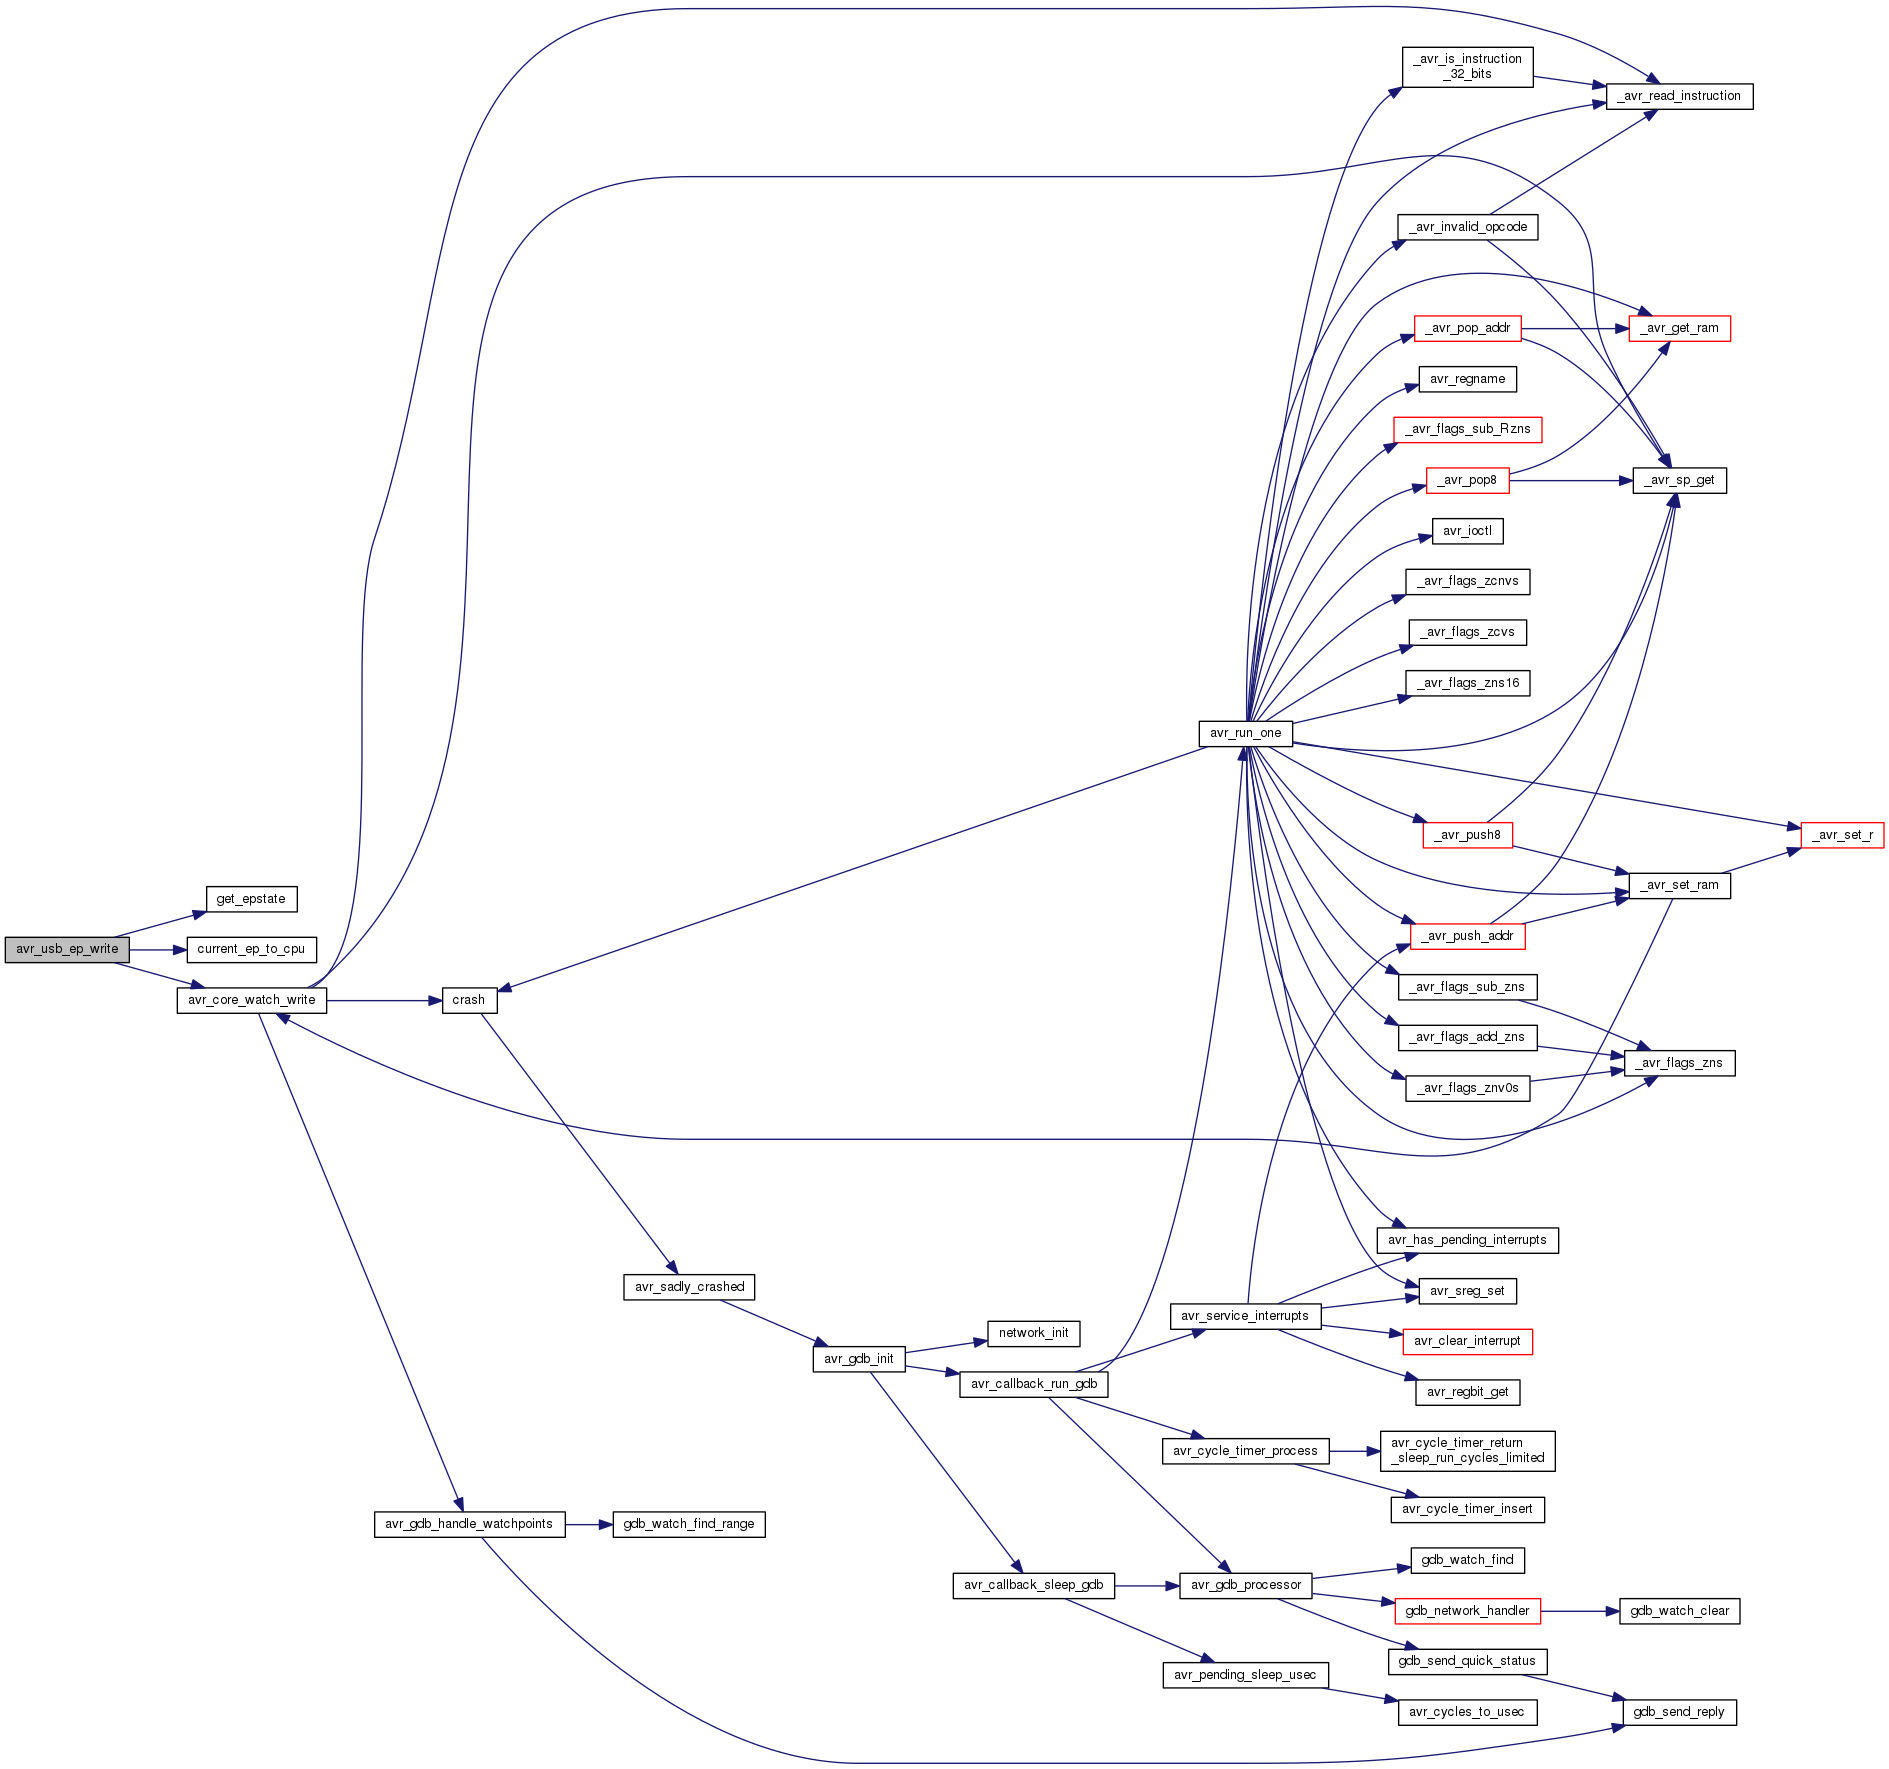 _avr_is_instruction
_32_bits
_avr_read_instruction
_avr_invalid_opcode
_avr_pop_addr
_avr_get_ram
avr_regname
_avr_flags_sub_Rzns
_avr_pop8
_avr_sp_get
avr_ioctl
_avr_flags_zcnvs
_avr_flags_zcvs
_avr_flags_zns16
avr_run_one
_avr_push8
_avr_set_r
_avr_set_ram
get_epstate
avr_usb_ep_write
current_ep_to_cpu
_avr_push_addr
avr_core_watch_write
crash
_avr_flags_sub_zns
_avr_flags_add_zns
_avr_flags_zns
_avr_flags_znv0s
avr_has_pending_interrupts
avr_sadly_crashed
avr_sreg_set
avr_service_interrupts
network_init
avr_clear_interrupt
avr_gdb_init
avr_callback_run_gdb
avr_regbit_get
avr_cycle_timer_process
avr_cycle_timer_return
_sleep_run_cycles_limited
avr_cycle_timer_insert
avr_gdb_handle_watchpoints
gdb_watch_find_range
gdb_watch_find
avr_callback_sleep_gdb
avr_gdb_processor
gdb_network_handler
gdb_watch_clear
gdb_send_quick_status
avr_pending_sleep_usec
avr_cycles_to_usec
gdb_send_reply